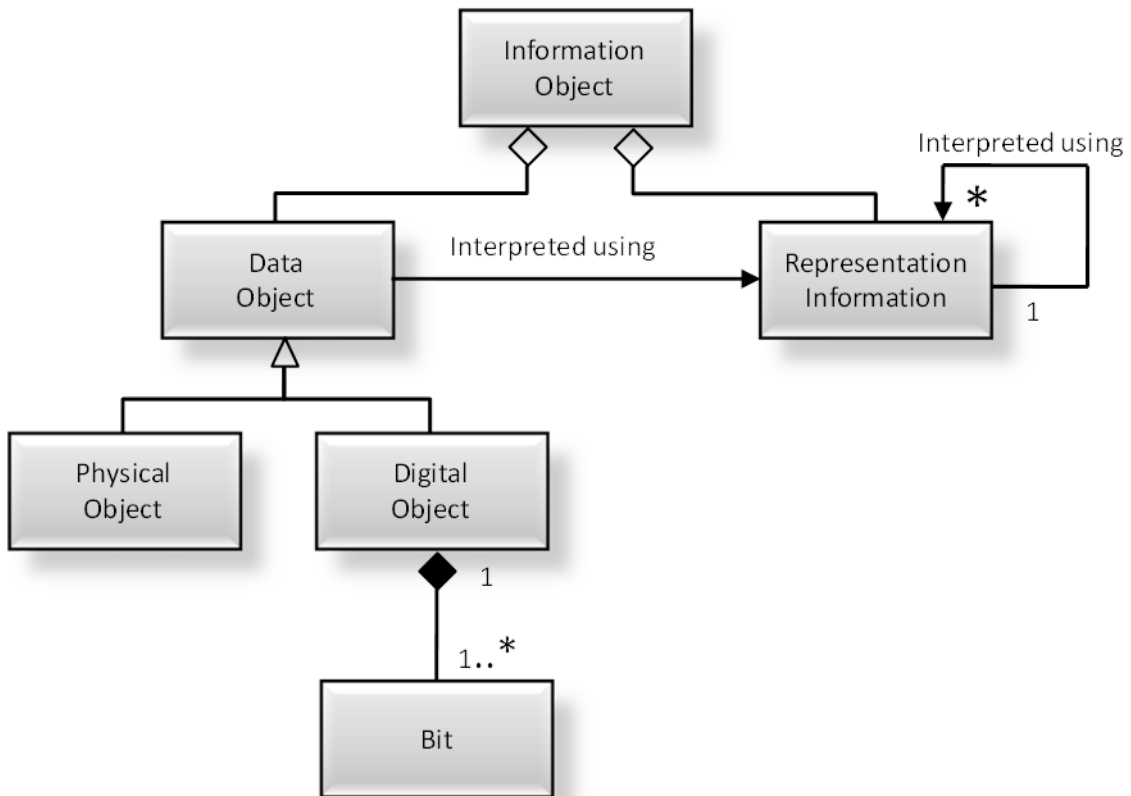 Information
Object
Interpreted using
*
Data
Object
Interpreted using
Representation
Information
1
Physical
Object
Digital
Object
1
1..*
Bit